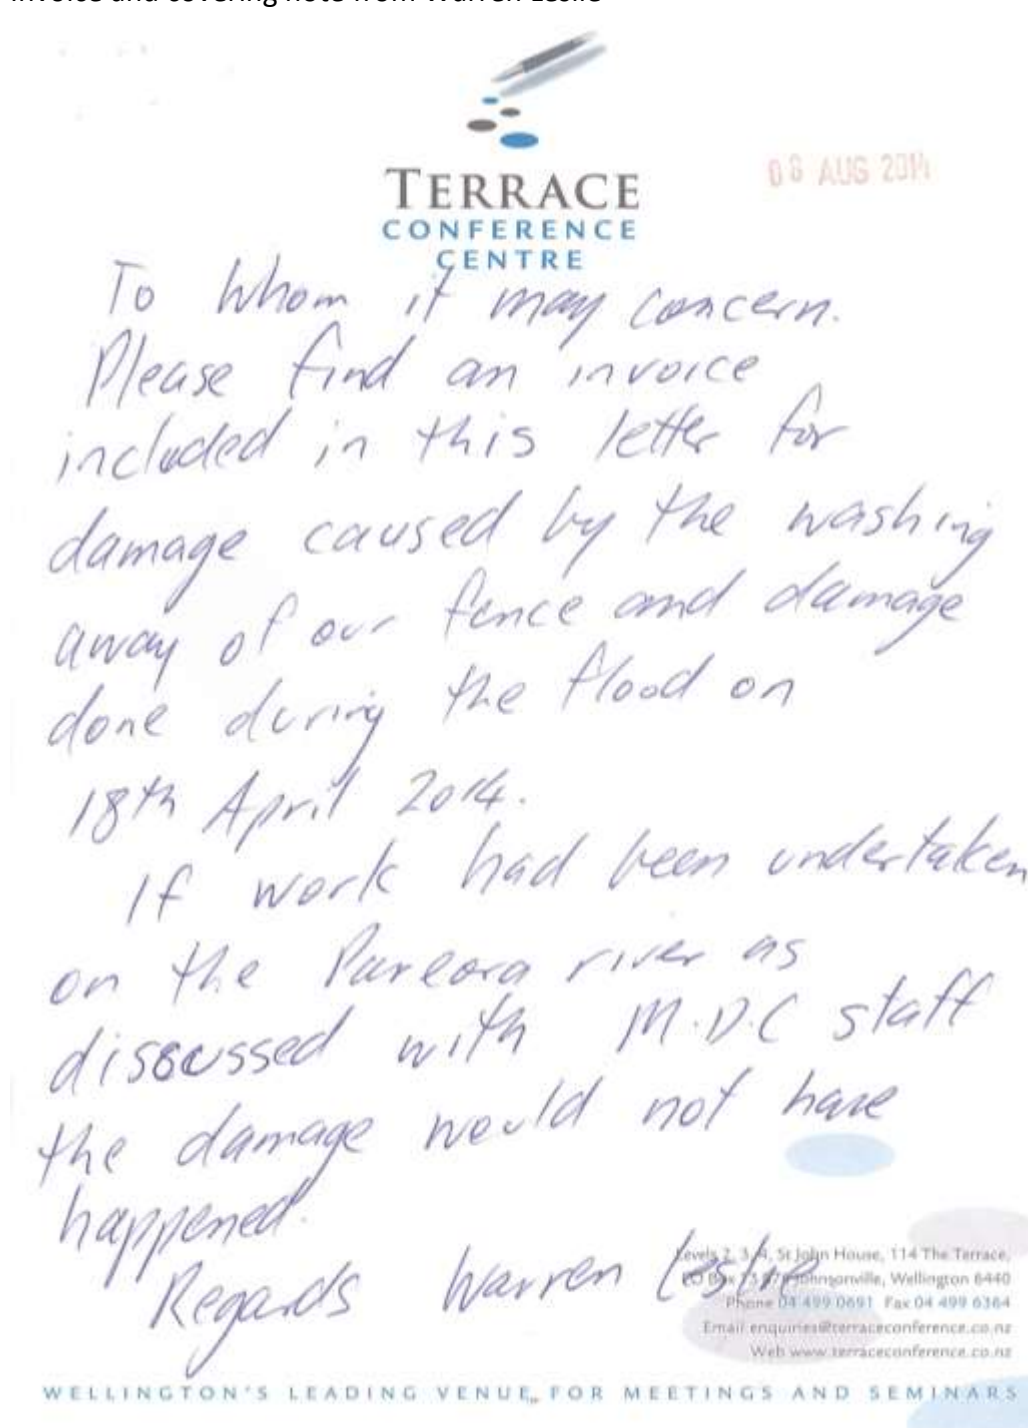 Invoice and covering note from Warren Leslie
TERRACE
CONFERENCE
CENTRE
08 AUG 2014
To Whom it may concern.
Please find an invoice
included in this letter for
damage caused by the washing
away of our fence and damage
done during the flood on
18th April 2014.
If work had been undertaken
on the Pareora river as
discussed with M.D.C staff
the damage would not have
happened.
Regards Warren Leslie
Levels 2, 3, 4, St John House, 114 The Terrace,
PO Box Johnsonville, Wellington 6440
Phone 04 499 0691 Fax 04 499 6364
Email enquiries@terraceconference.co.nz
Web www.terraceconference.co.nz
WELLINGTON'S LEADING VENUE FOR MEETINGS AND SEMINARS